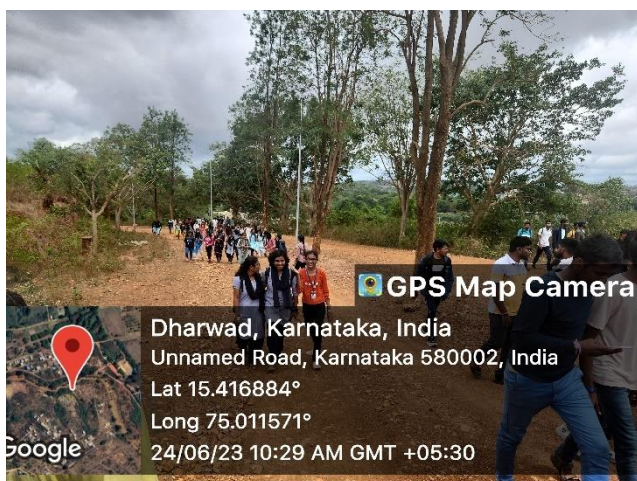 GPS Map Camera
Dharwad, Karnataka, India
Unnamed Road, Karnataka 580002, India
Lat 15.416884°
Long 75.011571°
24/06/23 10:29 AM GMT +05:30
Google